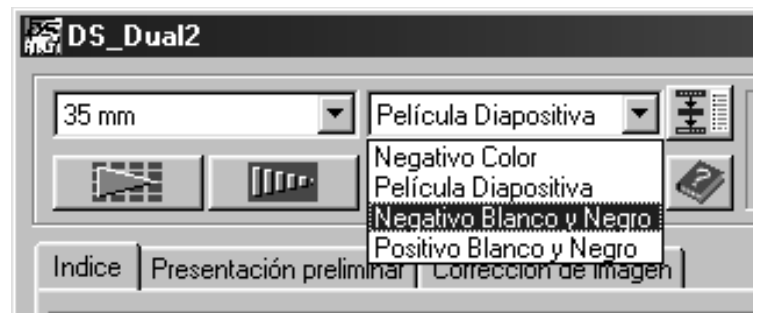 DS_Dual2
35 mm
Película Diapositiva
Negativo Color
Película Diapositiva
Negativo Blanco y Negro
Positivo Blanco y Negro
Indice
Presentación preliminar
Corrección de imagen